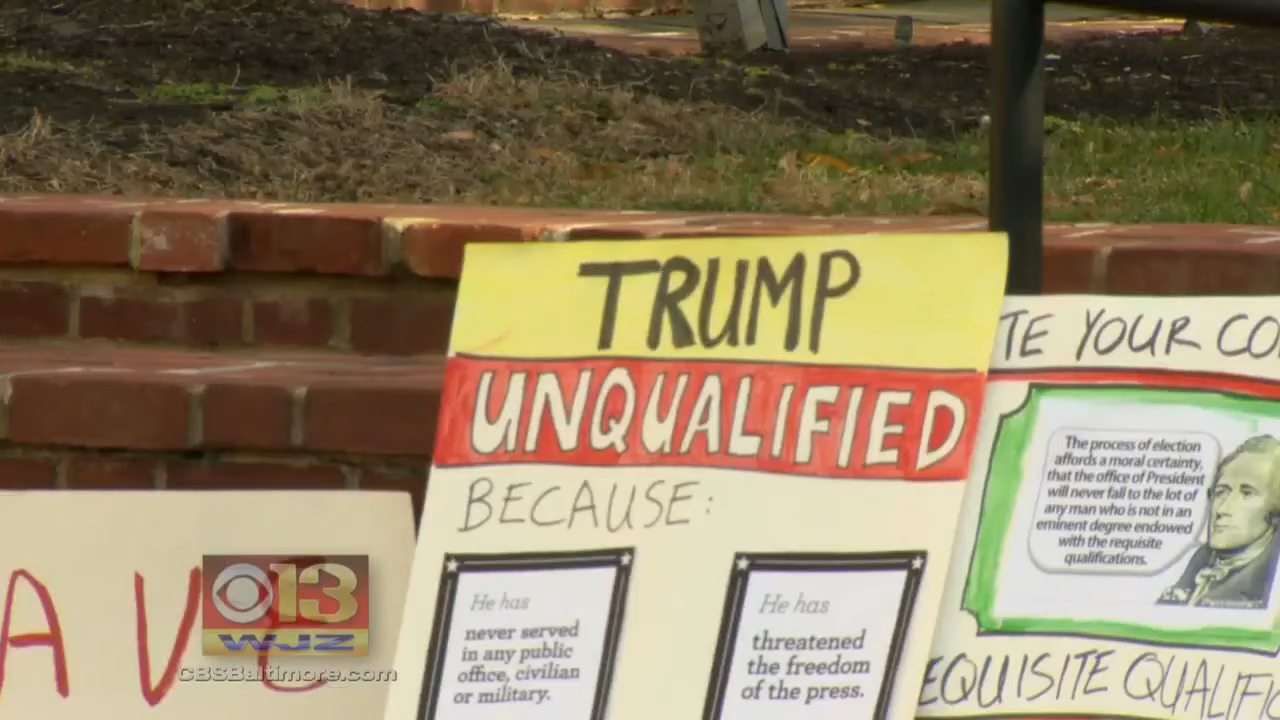 TRUMP
UNQUALIFIED
BECAUSE:
He has
never served
in any public
office, civilian
or military.
He has
threatened
the freedom
of the press.
TE YOUR CO
The process of election
affords a moral certainty,
that the office of President
will never fall to the lot of
any man who is not in an
eminent degree endowed
with the requisite
qualifications.
EQUISITE QUALIFIC
AVE
13
WJZ
CBSBaltimore.com